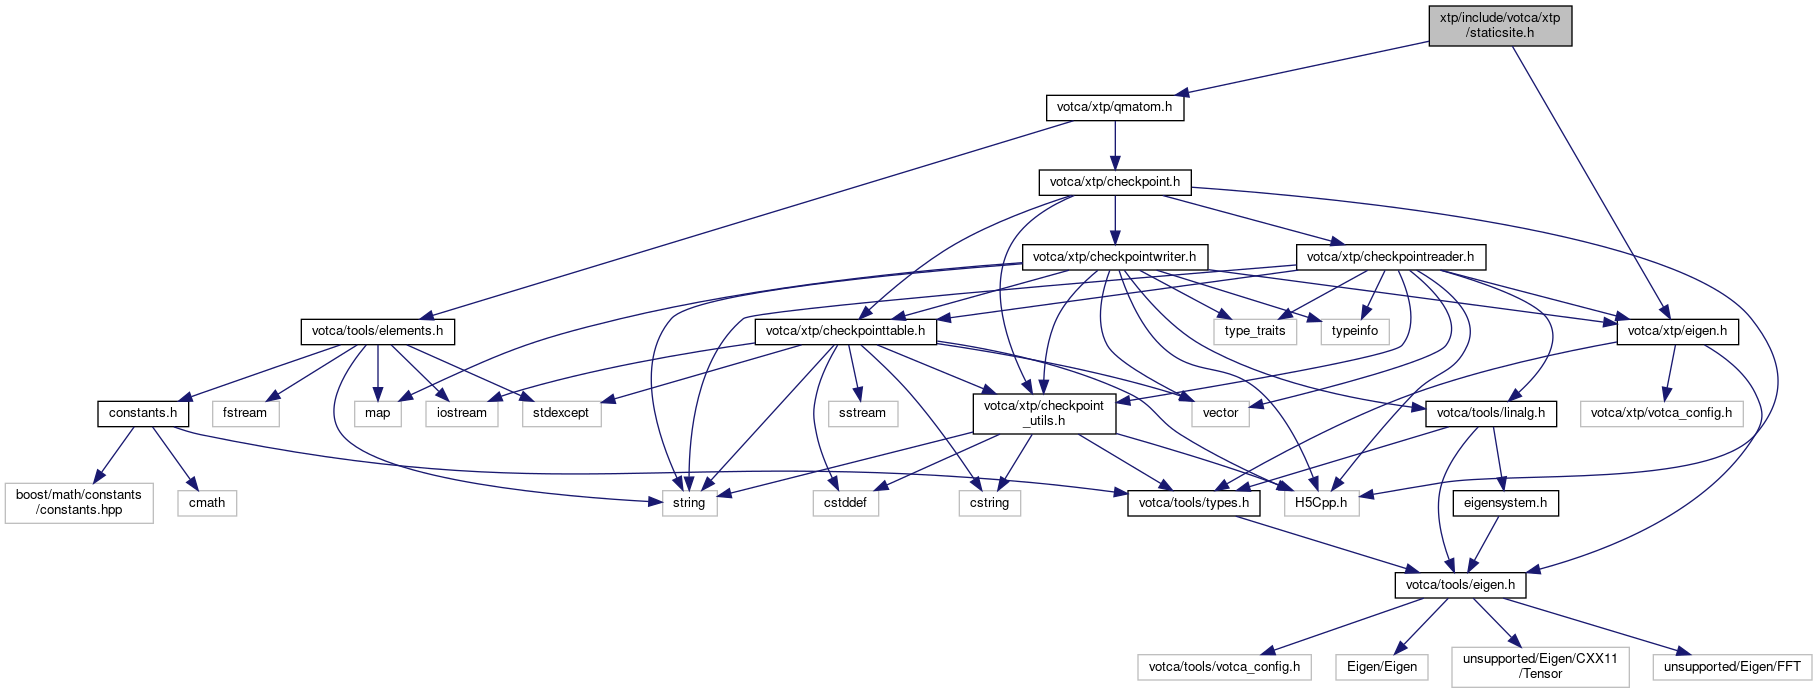 xtp/include/votca/xtp
/staticsite.h
votca/xtp/qmatom.h
votca/xtp/checkpoint.h
votca/xtp/checkpointwriter.h
votca/xtp/checkpointreader.h
votca/tools/elements.h
votca/xtp/checkpointtable.h
type_traits
typeinfo
votca/xtp/eigen.h
constants.h
fstream
map
iostream
stdexcept
sstream
votca/xtp/checkpoint
_utils.h
vector
votca/tools/linalg.h
votca/xtp/votca_config.h
boost/math/constants
/constants.hpp
cmath
string
cstddef
cstring
votca/tools/types.h
H5Cpp.h
eigensystem.h
votca/tools/eigen.h
votca/tools/votca_config.h
Eigen/Eigen
unsupported/Eigen/CXX11
/Tensor
unsupported/Eigen/FFT